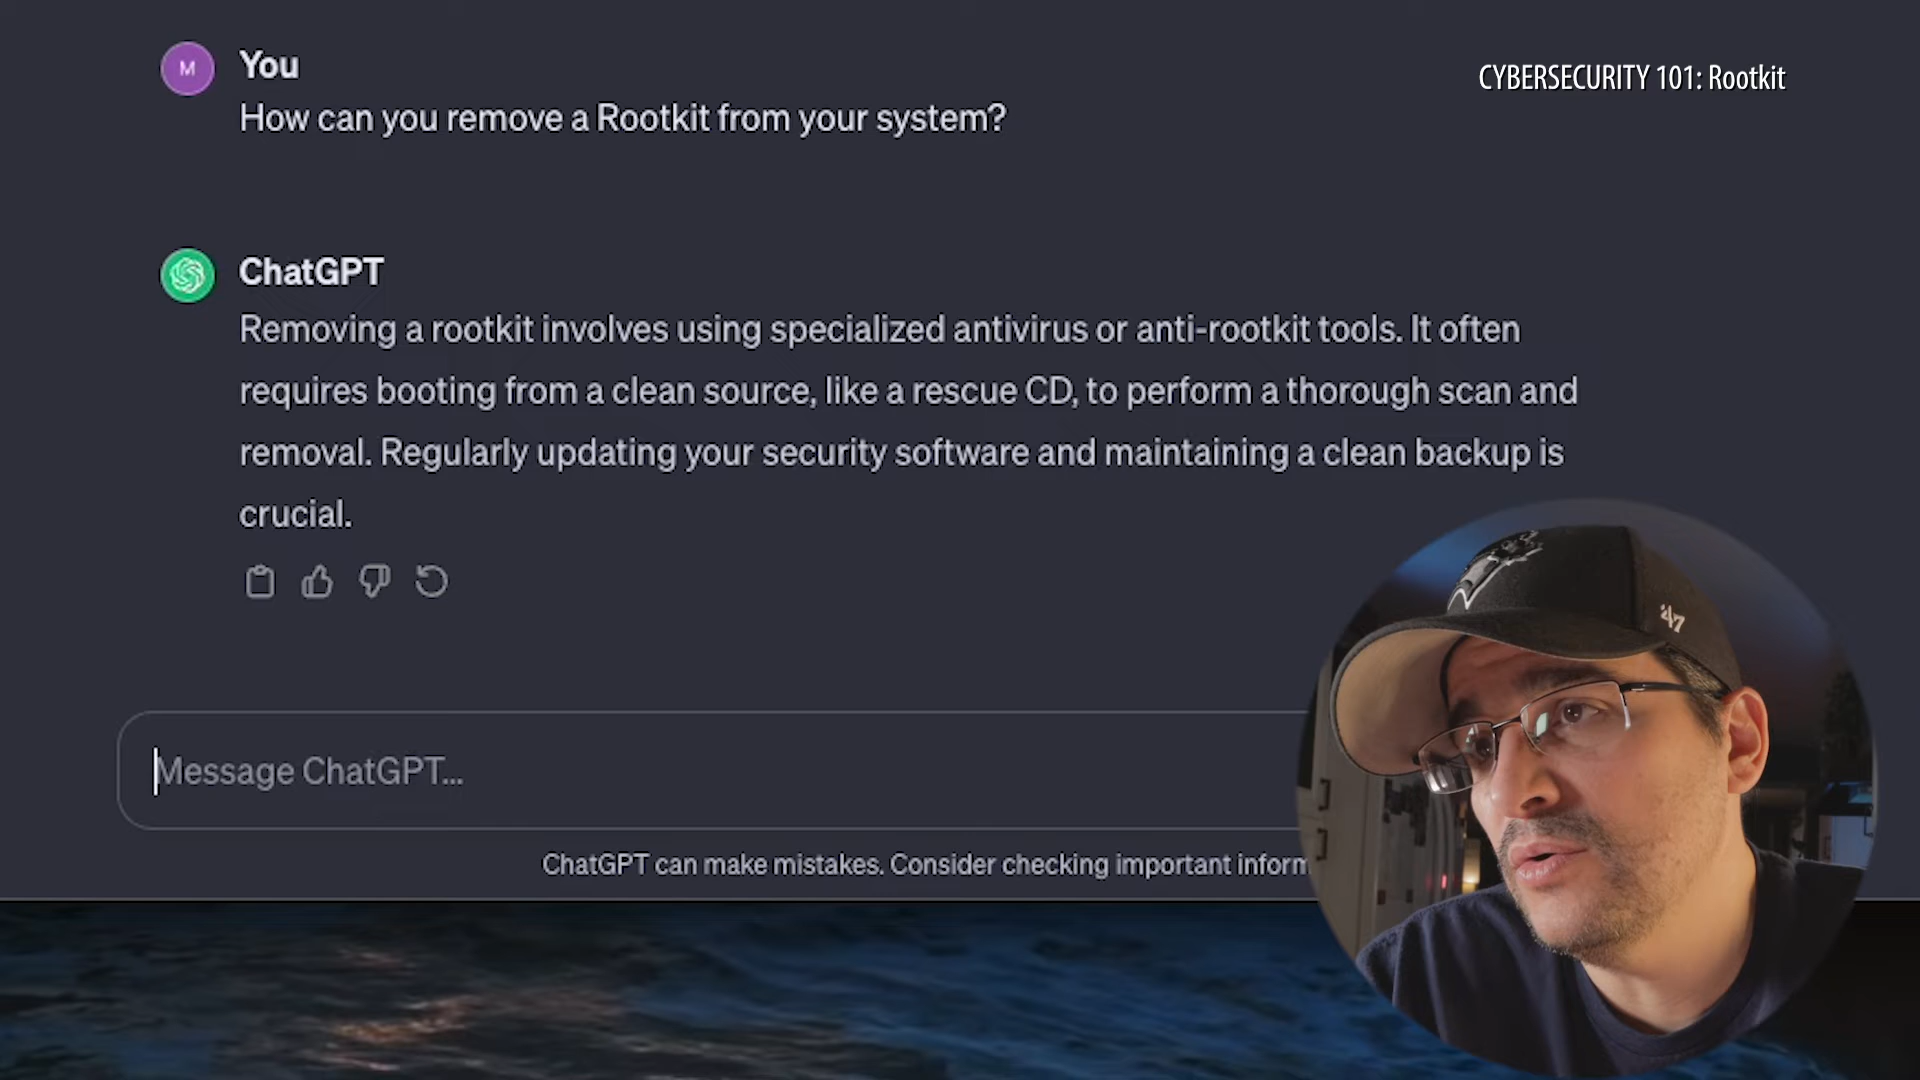 CYBERSECURITY 101: Rootkit
M
You
How can you remove a Rootkit from your system?
ChatGPT
Removing a rootkit involves using specialized antivirus or anti-rootkit tools. It often
requires booting from a clean source, like a rescue CD, to perform a thorough scan and
removal. Regularly updating your security software and maintaining a clean backup is
crucial.
'47
Message ChatGPT...
ChatGPT can make mistakes. Consider checking important inform